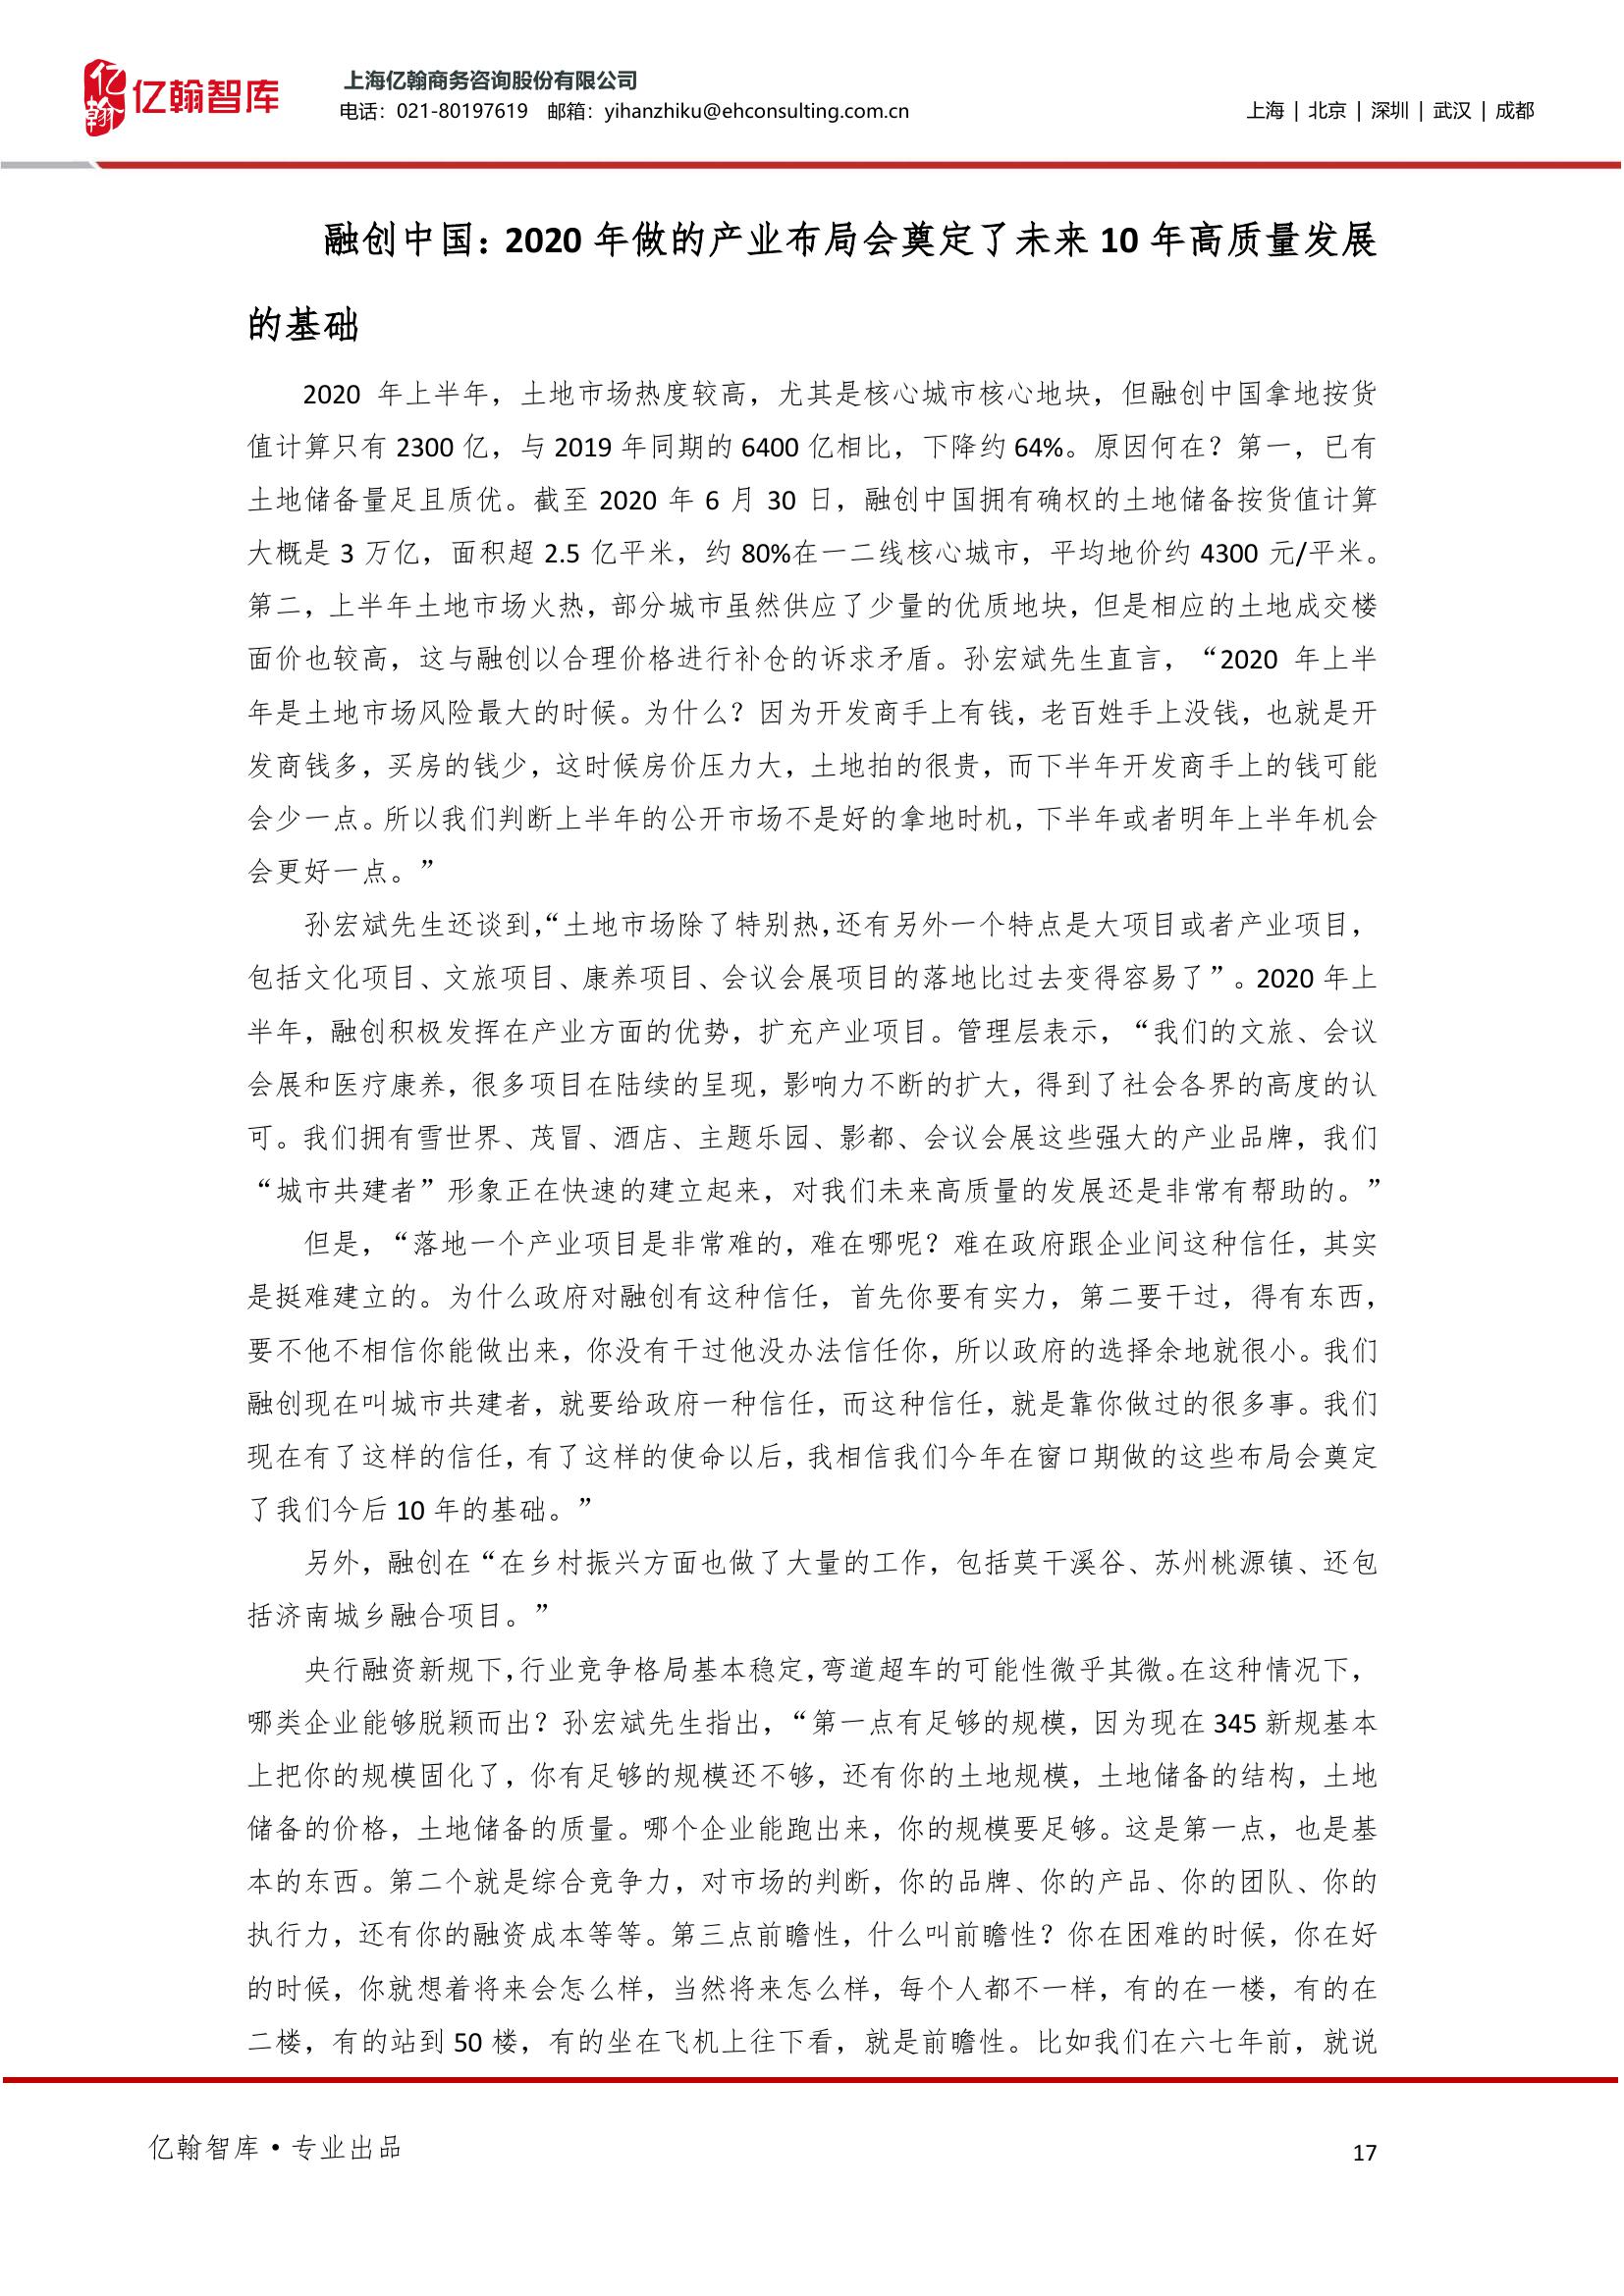 亿翰
亿翰智库
上海亿翰商务咨询股份有限公司
电话：021-80197619 邮箱：yihanzhiku@ehconsulting.com.cn
上海 | 北京 | 深圳 | 武汉 | 成都
融创中国：2020 年做的产业布局会奠定了未来 10 年高质量发展
的基础
2020 年上半年，土地市场热度较高，尤其是核心城市核心地块，但融创中国拿地按货
值计算只有 2300 亿，与 2019 年同期的 6400 亿相比，下降约 64%。原因何在？第一，已有
土地储备量足且质优。截至 2020 年 6 月 30 日，融创中国拥有确权的土地储备按货值计算
大概是 3 万亿，面积超 2.5 亿平米，约 80%在一二线核心城市，平均地价约 4300 元/平米。
第二，上半年土地市场火热，部分城市虽然供应了少量的优质地块，但是相应的土地成交楼
面价也较高，这与融创以合理价格进行补仓的诉求矛盾。孙宏斌先生直言，“2020 年上半
年是土地市场风险最大的时候。为什么？因为开发商手上有钱，老百姓手上没钱，也就是开
发商钱多，买房的钱少，这时候房价压力大，土地拍的很贵，而下半年开发商手上的钱可能
会少一点。所以我们判断上半年的公开市场不是好的拿地时机，下半年或者明年上半年机会
会更好一点。”
孙宏斌先生还谈到，“土地市场除了特别热，还有另外一个特点是大项目或者产业项目，
包括文化项目、文旅项目、康养项目、会议会展项目的落地比过去变得容易了”。2020 年上
半年，融创积极发挥在产业方面的优势，扩充产业项目。管理层表示，“我们的文旅、会议
会展和医疗康养，很多项目在陆续的呈现，影响力不断的扩大，得到了社会各界的高度的认
可。我们拥有雪世界、茂冒、酒店、主题乐园、影都、会议会展这些强大的产业品牌，我们
“城市共建者”形象正在快速的建立起来，对我们未来高质量的发展还是非常有帮助的。”
但是，“落地一个产业项目是非常难的，难在哪呢？难在政府跟企业间这种信任，其实
是挺难建立的。为什么政府对融创有这种信任，首先你要有实力，第二要干过，得有东西，
要不他不相信你能做出来，你没有干过他没办法信任你，所以政府的选择余地就很小。我们
融创现在叫城市共建者，就要给政府一种信任，而这种信任，就是靠你做过的很多事。我们
现在有了这样的信任，有了这样的使命以后，我相信我们今年在窗口期做的这些布局会奠定
了我们今后 10 年的基础。”
另外，融创在“在乡村振兴方面也做了大量的工作，包括莫干溪谷、苏州桃源镇、还包
括济南城乡融合项目。”
央行融资新规下，行业竞争格局基本稳定，弯道超车的可能性微乎其微。在这种情况下，
哪类企业能够脱颖而出？孙宏斌先生指出，“第一点有足够的规模，因为现在 345 新规基本
上把你的规模固化了，你有足够的规模还不够，还有你的土地规模，土地储备的结构，土地
储备的价格，土地储备的质量。哪个企业能跑出来，你的规模要足够。这是第一点，也是基
本的东西。第二个就是综合竞争力，对市场的判断，你的品牌、你的产品、你的团队、你的
执行力，还有你的融资成本等等。第三点前瞻性，什么叫前瞻性？你在困难的时候，你在好
的时候，你就想着将来会怎么样，当然将来怎么样，每个人都不一样，有的在一楼，有的在
二楼，有的站到 50 楼，有的坐在飞机上往下看，就是前瞻性。比如我们在六七年前，就说
亿翰智库·专业出品
17